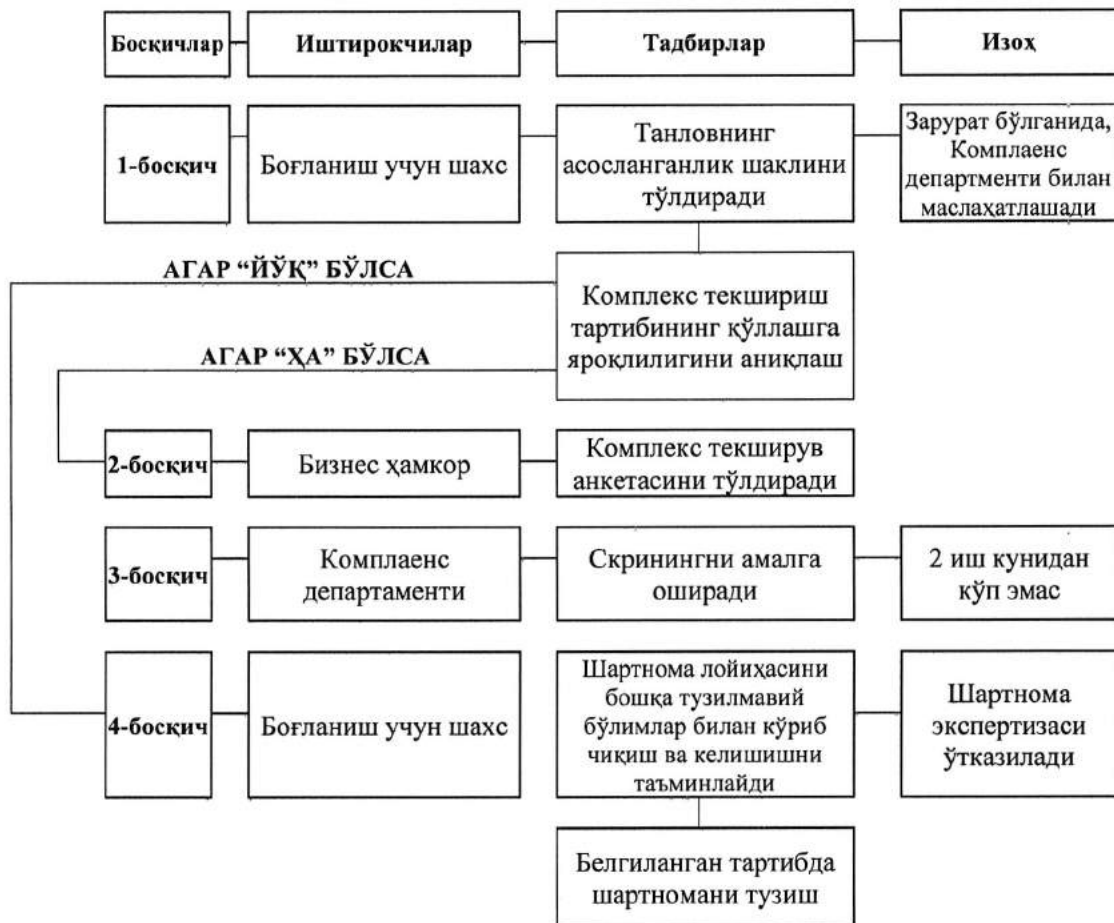 Босқичлар
Иштирокчилар
Тадбирлар
Изоҳ
1-босқич
Боғланиш учун шахс
Танловнинг
асосланганлик шаклини
тўлдиради
Зарурат бўлганида,
Комплаенс
департменти билан
маслаҳатлашади
АГАР “ЙЎҚ” БЎЛСА
АГАР “ҲА” БЎЛСА
Комплекс текшириш
тартибининг қўллашга
яроқлилигини аниқлаш
2-босқич
Бизнес ҳамкор
Комплекс текширув
анкетасини тўлдиради
3-босқич
Комплаенс
департаменти
Скринингни амалга
оширади
2 иш кунидан
кўп эмас
4-босқич
Боғланиш учун шахс
Шартнома лойиҳасини
бошқа тузилмавий
бўлимлар билан кўриб
чиқиш ва келишишни
таъминлайди
Шартнома
экспертизаси
ўтказилади
Белгиланган тартибда
шартномани тузиш